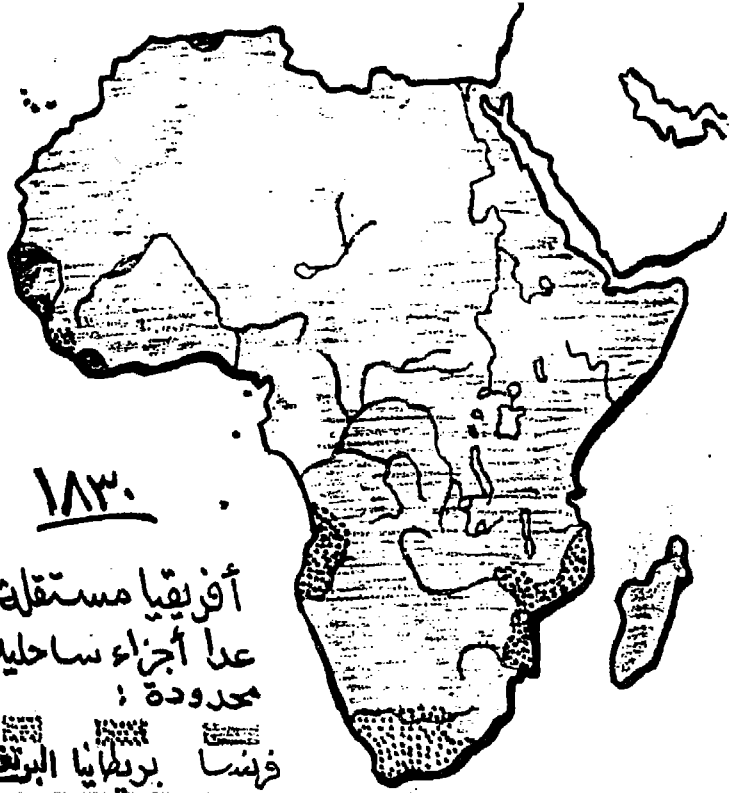 ١٨٣٠
أفريقيا مستقلة
عدا أجزاء ساحلية
محدودة :
فرنسا بريطانيا